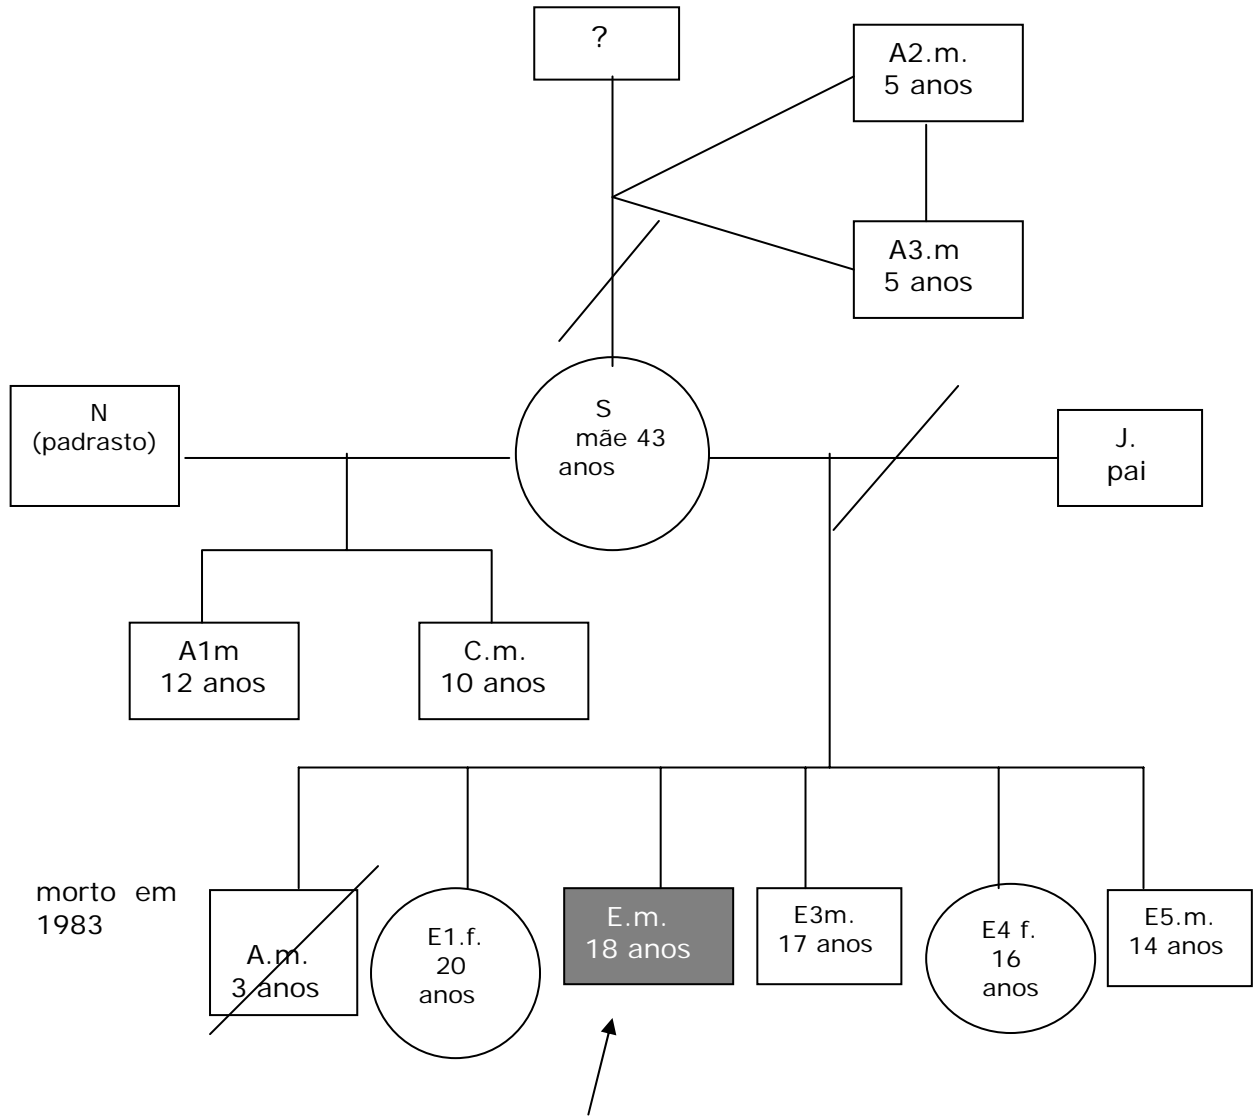 ?
A2.m.
5 anos
A3.m
5 anos
N
(padrasto)
S
mãe 43
anos
J.
pai
A1m
12 anos
C.m.
10 anos
morto em
1983
A.m.
3 anos
E1.f.
20
anos
E.m.
18 anos
E3m.
17 anos
E4 f.
16
anos
E5.m.
14 anos